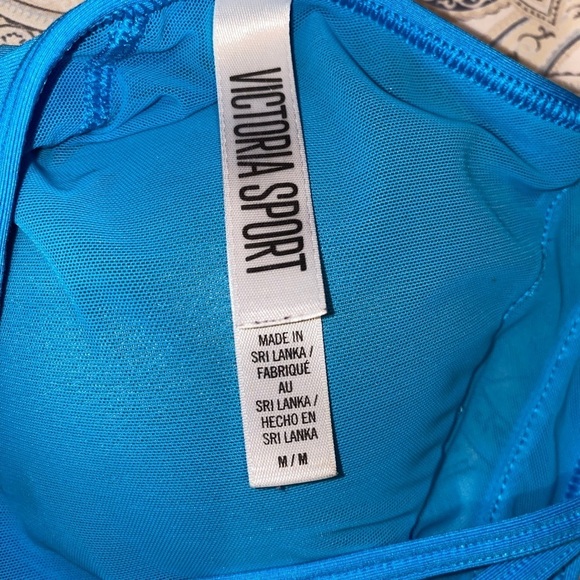 VICTORIA SPORT
MADE IN
SRI LANKA /
FABRIQUÉ
AU
SRI LANKA /
HECHO EN
SRI LANKA
M / M